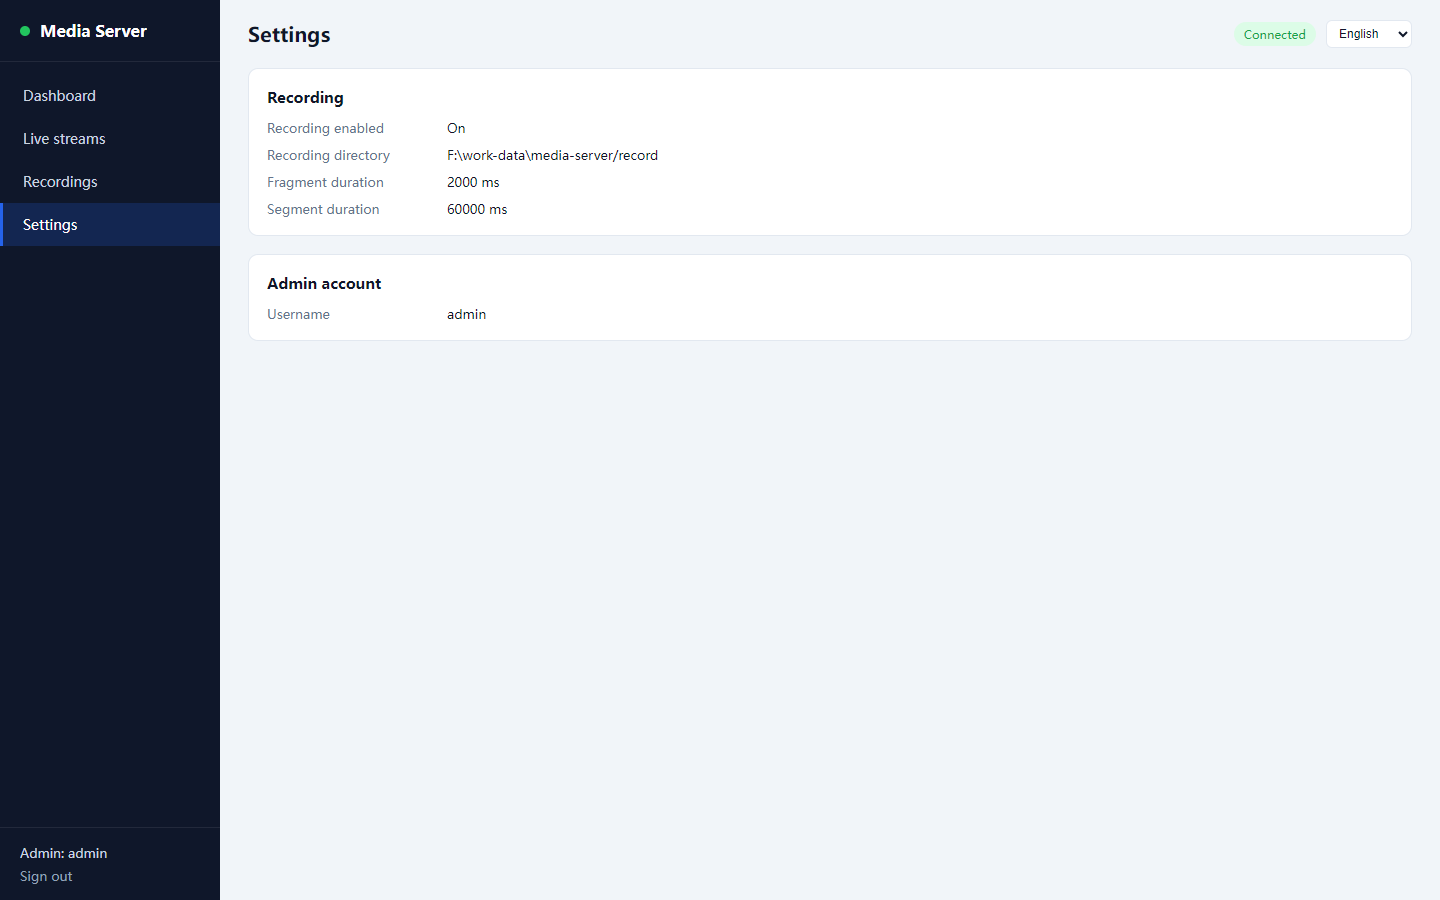 Media Server
Dashboard
Live streams
Recordings
Settings
Admin: admin
Sign out
Settings
Connected
English
Recording
Recording enabled On
Recording directory F:\work-data\media-server/record
Fragment duration 2000 ms
Segment duration 60000 ms
Admin account
Username admin